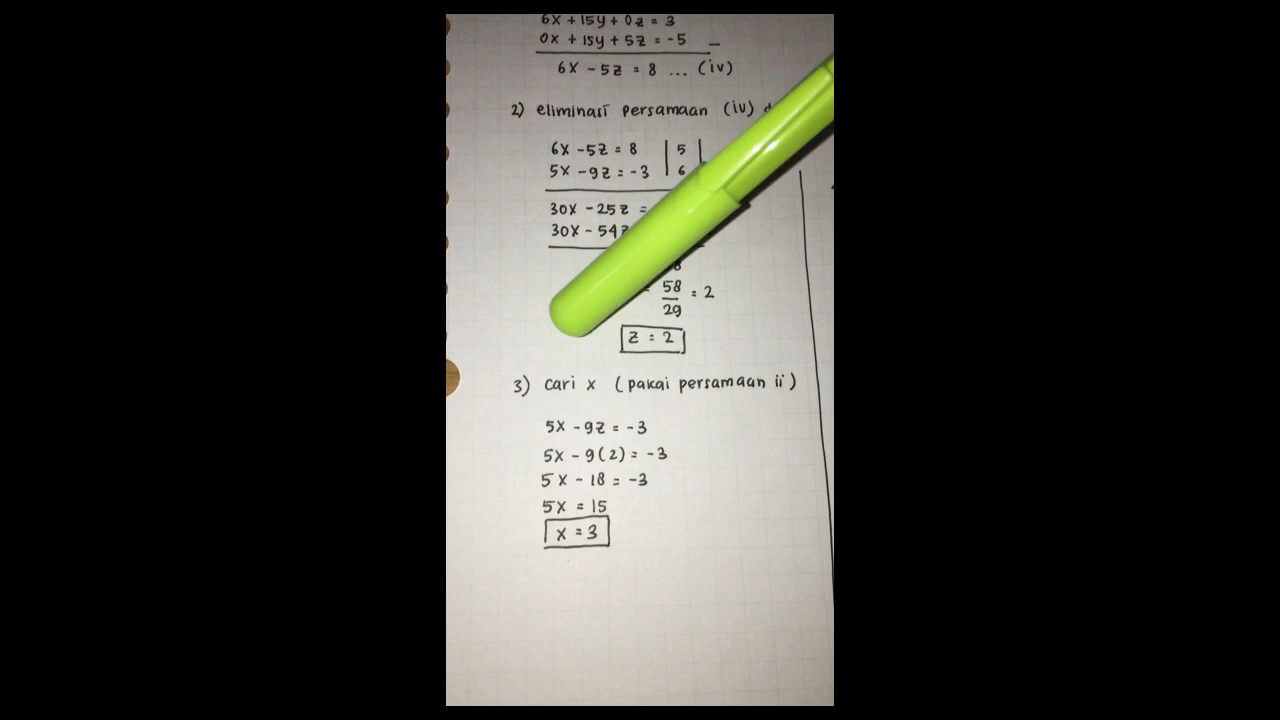 6x + 15y + 0z = 3
0x + 15y + 5z = -5 —
6x - 5z = 8 ... (iv)
2) eliminasi persamaan (iv)
6x - 5z = 8 | 5 |
5x - 9z = -3 | 6
30x - 25z =
30x - 54z
58
29
= 2
z = 2
3) cari x (pakai persamaan ii)
5x - 9z = -3
5x - 9(2) = -3
5x - 18 = -3
5x = 15
x = 3